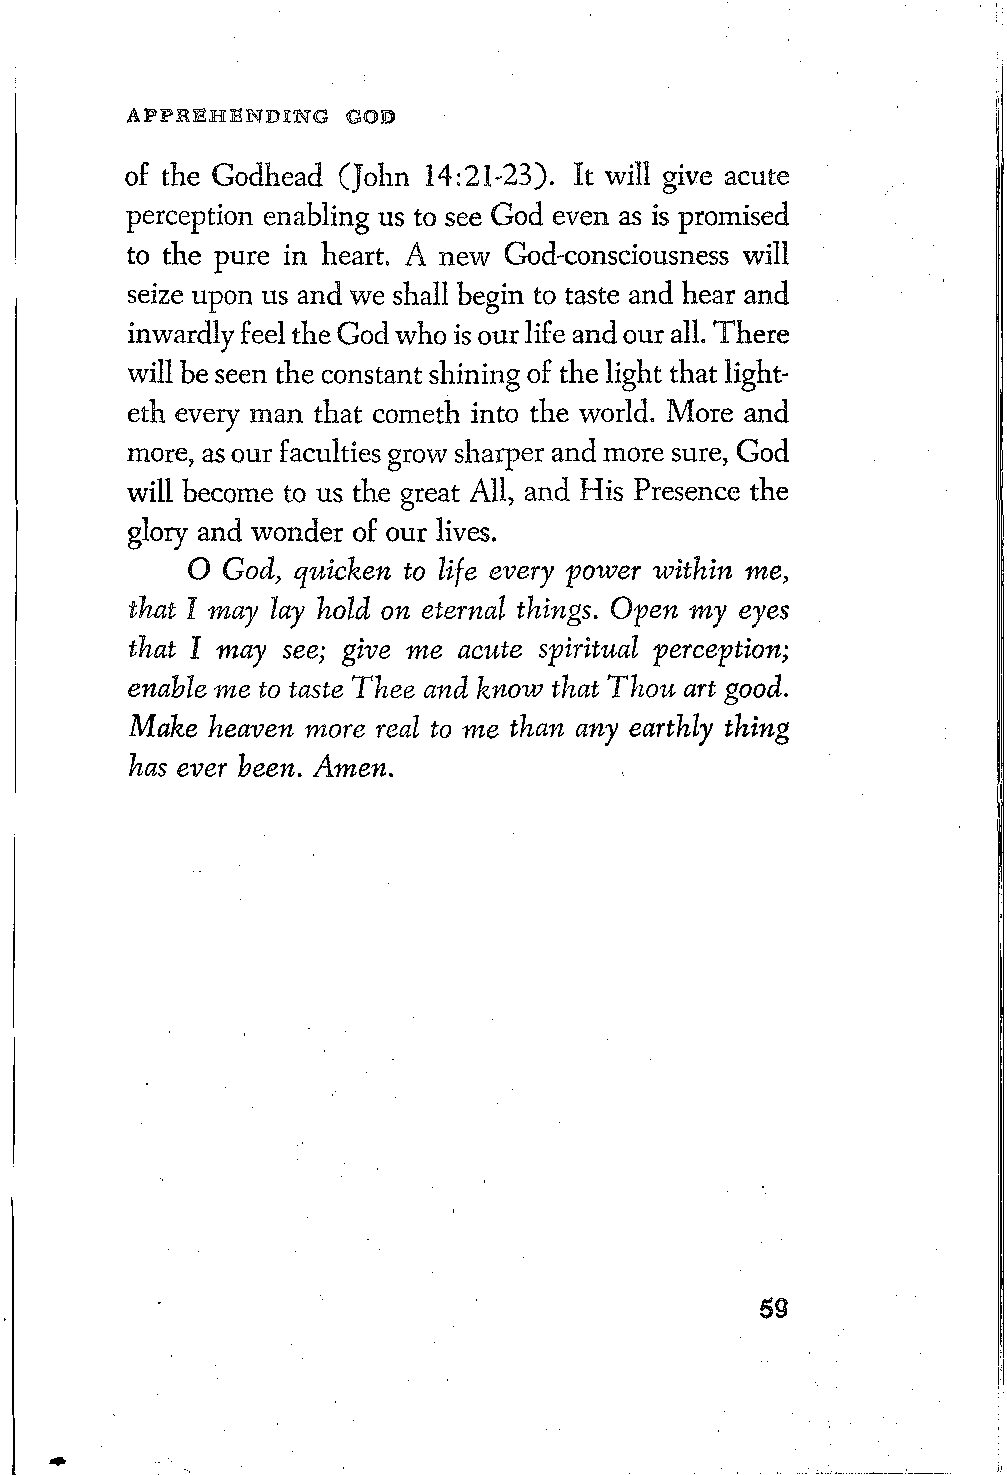 APPREHENDING GOD
of the Godhead (John 14:21-23). It will give acute
perception enabling us to see God even as is promised
to the pure in heart. A new God-consciousness will
seize upon us and we shall begin to taste and hear and
inwardly feel the God who is our life and our all. There
will be seen the constant shining of the light that light-
eth every man that cometh into the world. More and
more, as our faculties grow sharper and more sure, God
will become to us the great All, and His Presence the
glory and wonder of our lives.
O God, quicken to life every power within me,
that I may lay hold on eternal things. Open my eyes
that I may see; give me acute spiritual perception;
enable me to taste Thee and know that Thou art good.
Make heaven more real to me than any earthly thing
has ever been. Amen.
59